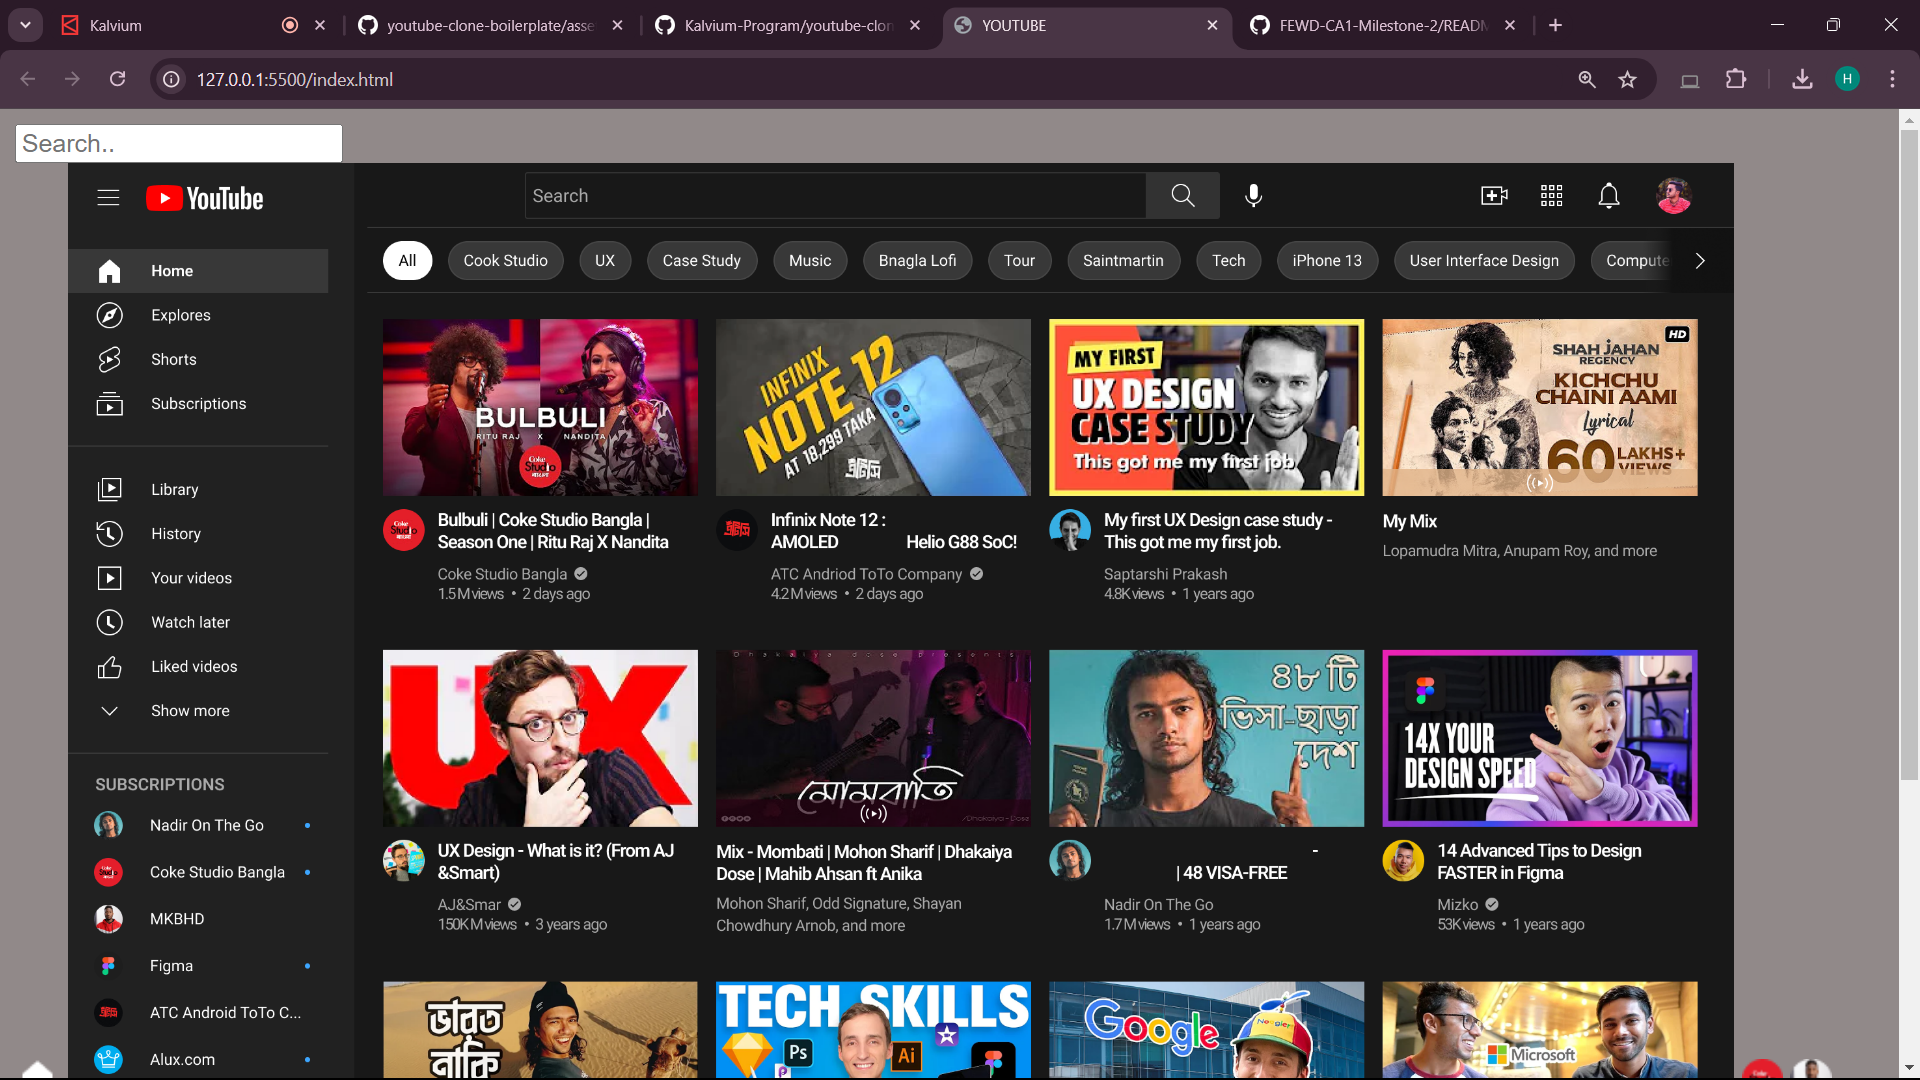 Kalvium
youtube-clone-boilerplate/asse
Kalvium-Program/youtube-clon
YOUTUBE
FEWD-CA1-Milestone-2/READM
127.0.0.1:5500/index.html
H
Search..
YouTube
Search
All
Cook Studio
UX
Case Study
Music
Bnagla Lofi
Tour
Saintmartin
Tech
iPhone 13
User Interface Design
Compute
Home
Explores
Shorts
Subscriptions
Library
History
Your videos
Watch later
Liked videos
Show more
SUBSCRIPTIONS
Nadir On The Go
Coke Studio Bangla
MKBHD
Figma
ATC Android ToTo C...
Alux.com
BULBULI
RITU RAJ X NANDITA
Coke
Studio
বাংলা
INFINIX
NOTE 12
AT 18,299 TAKA
MY FIRST
UX DESIGN
CASE STUDY
This got me my first job
HD
SHAH JAHAN
REGENCY
KICHCHU
CHAINI AAMI
Lyrical
60 LAKHS+
VIEWS
Bulbuli | Coke Studio Bangla |
Season One | Ritu Raj X Nandita
Coke Studio Bangla
1.5M views • 2 days ago
Infinix Note 12 :
AMOLED Helio G88 SoC!
ATC Andriod ToTo Company
4.2M views • 2 days ago
My first UX Design case study -
This got me my first job.
Saptarshi Prakash
4.8K views • 1 years ago
My Mix
Lopamudra Mitra, Anupam Roy, and more
UX
Dhakaiya dose presents
মোমবাতি
৪৮ টি
ভিসা-ছাড়া
দেশ
14X YOUR
DESIGN SPEED
UX Design - What is it? (From AJ
&Smart)
AJ&Smar
150K M views • 3 years ago
Mix - Mombati | Mohon Sharif | Dhakaiya
Dose | Mahib Ahsan ft Anika
Mohon Sharif, Odd Signature, Shayan
Chowdhury Arnob, and more
-
| 48 VISA-FREE
Nadir On The Go
1.7M views • 1 years ago
14 Advanced Tips to Design
FASTER in Figma
Mizko
53K views • 1 years ago
ভারত
নাকি
TECH SKILLS
Ps
Ai
Google
Microsoft